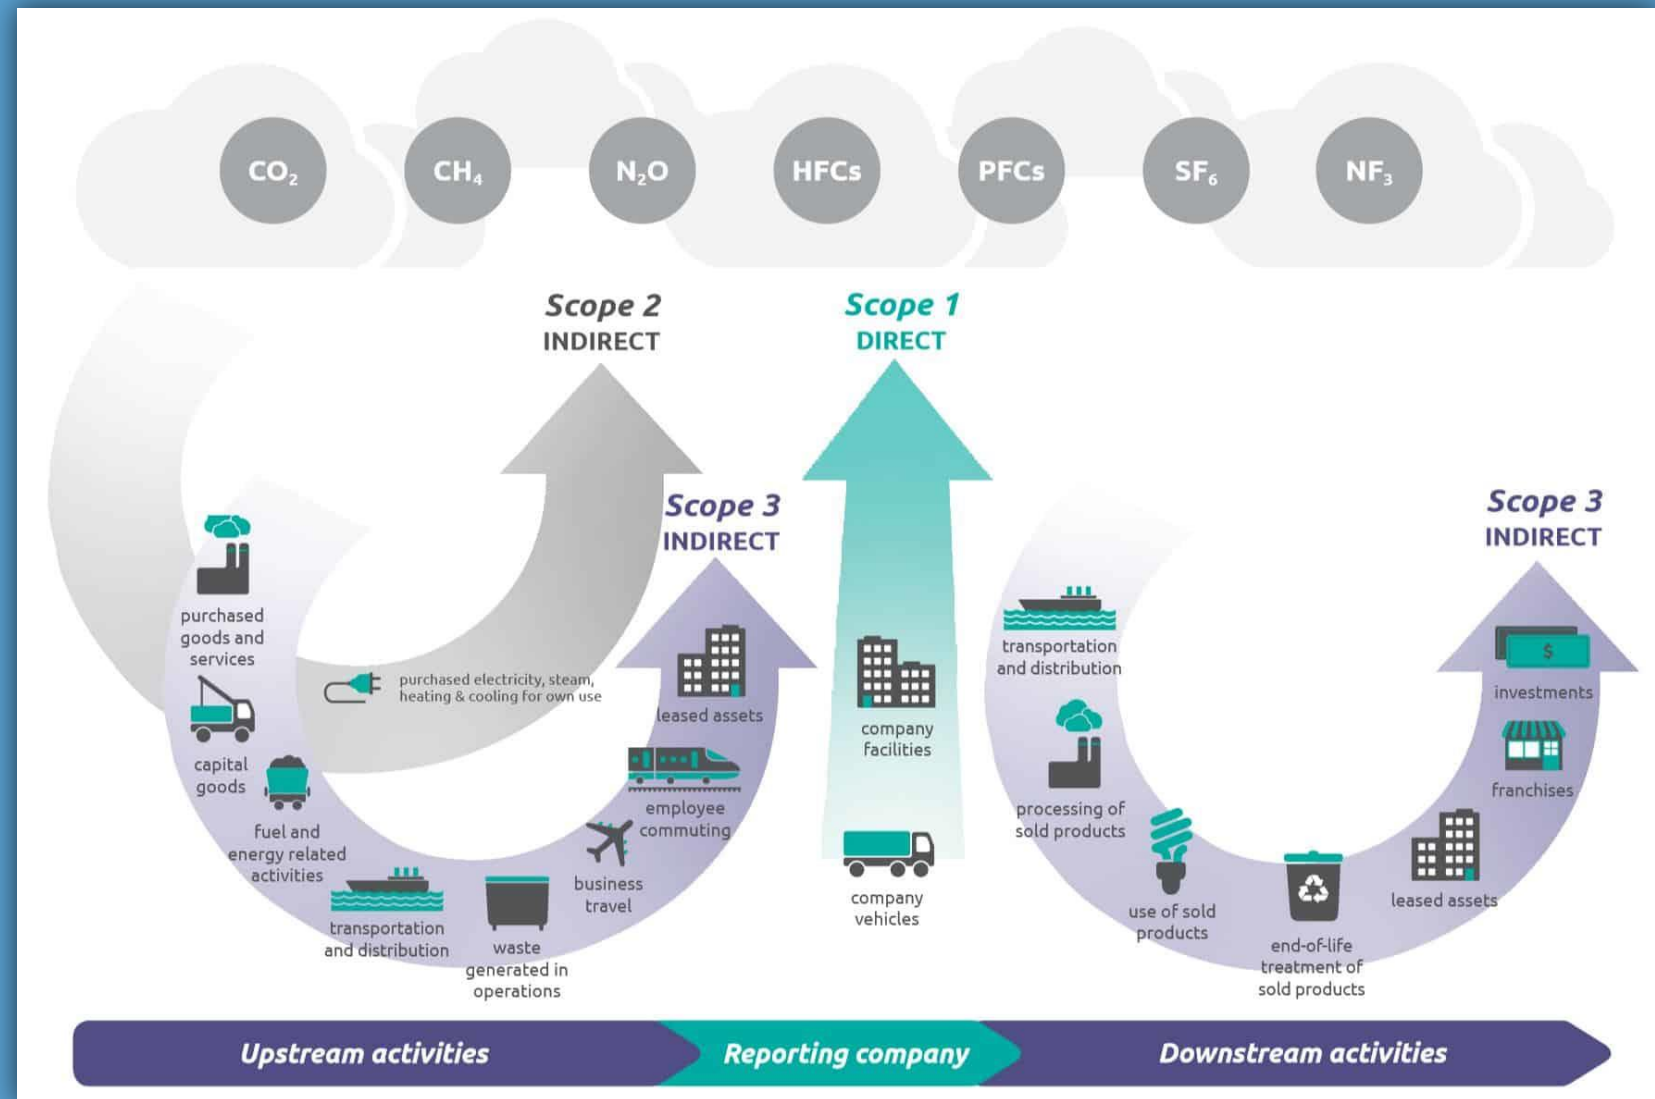 CO₂
CH₄
N₂O
HFCs
PFCs
SF₆
NF₃
Scope 2
INDIRECT
Scope 1
DIRECT
Scope 3
INDIRECT
Scope 3
INDIRECT
purchased
goods and
services
capital
goods
fuel and
energy related
activities
transportation
and distribution
waste
generated in
operations
business
travel
employee
commuting
leased assets
purchased electricity, steam,
heating & cooling for own use
company
facilities
company
vehicles
transportation
and distribution
processing of
sold products
use of sold
products
end-of-life
treatment of
sold products
leased assets
franchises
investments
$
Upstream activities
Reporting company
Downstream activities